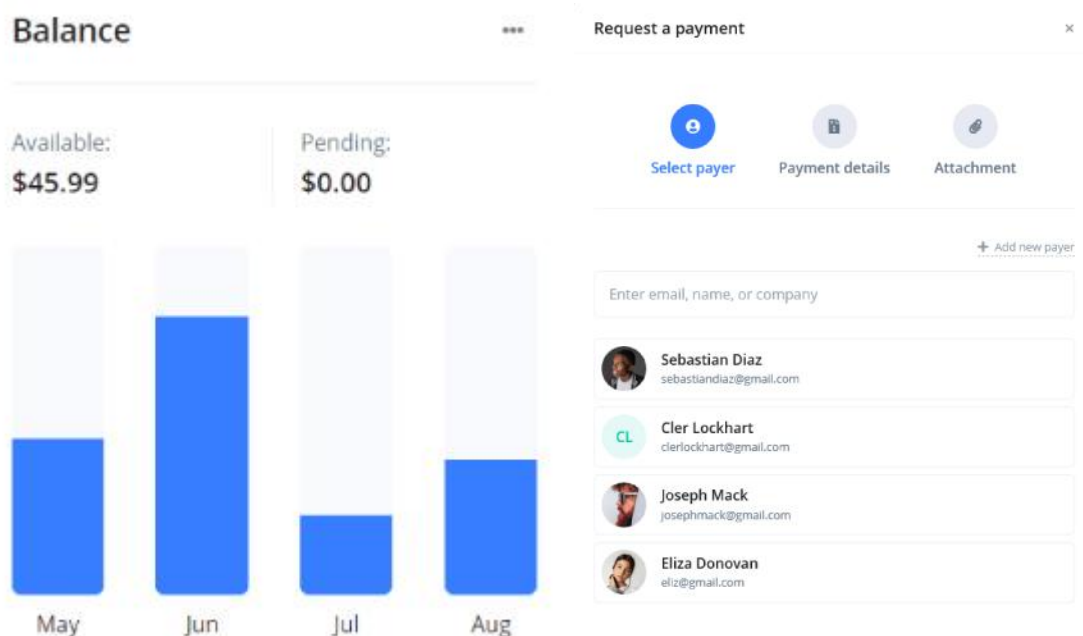 Balance
Available:
$45.99
Pending:
$0.00
May
Jun
Jul
Aug
Request a payment
Select payer
Payment details
Attachment
+ Add new payer
Enter email, name, or company
Sebastian Diaz
sebastiandiaz@gmail.com
CL
Cler Lockhart
clerlockhart@gmail.com
Joseph Mack
josephmack@gmail.com
Eliza Donovan
eliz@gmail.com